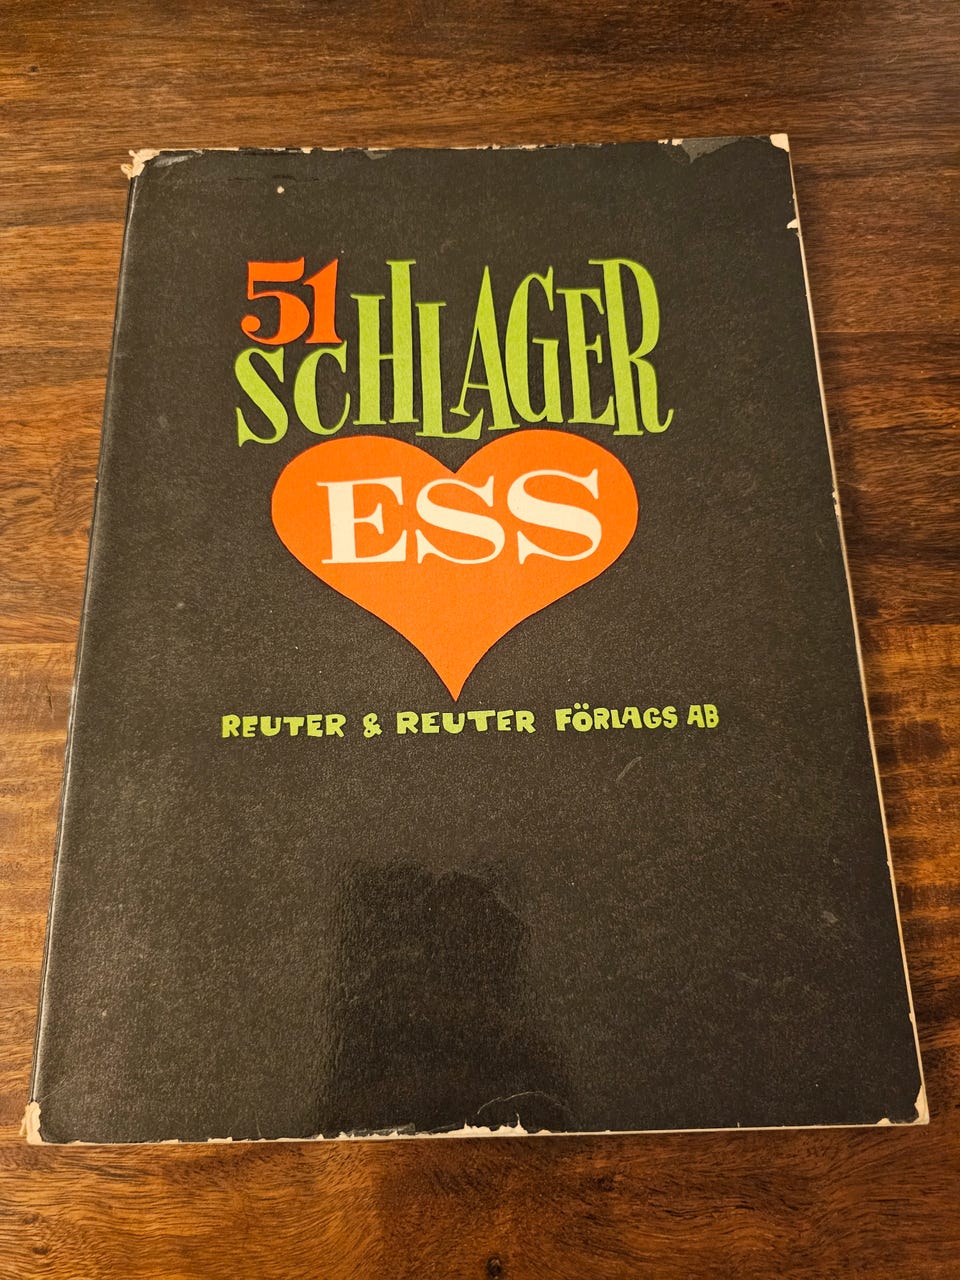 51
SCHLAGER
ESS
REUTER & REUTER FÖRLAGS AB